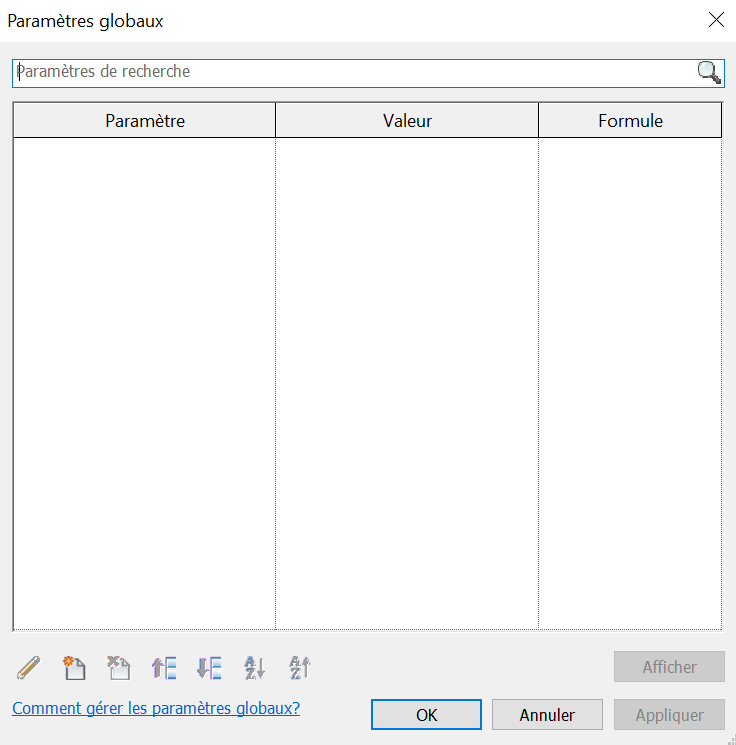 Paramètres globaux
Paramètres de recherche
Paramètre Valeur Formule
Afficher
Comment gérer les paramètres globaux?
OK Annuler Appliquer